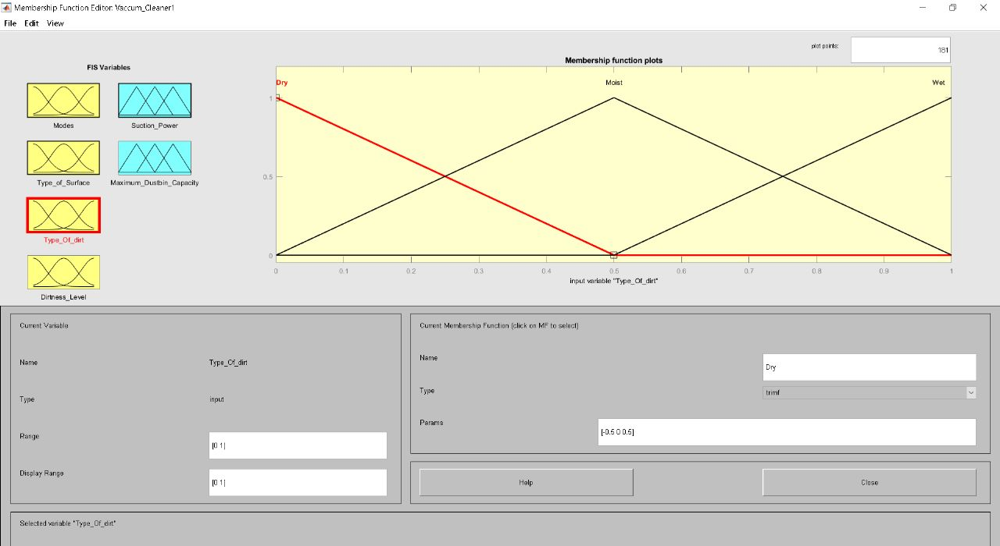 Membership Function Editor: Vaccum_Cleaner1
File Edit View
FIS Variables
Modes
Suction_Power
Type_of_Surface
Maximum_Dustbin_Capacity
Type_Of_dirt
Dirtness_Level
plot points:
181
Membership function plots
Dry
Moist
Wet
1
0.5
0
0 0.1 0.2 0.3 0.4 0.5 0.6 0.7 0.8 0.9 1
input variable "Type_Of_dirt"
Current Variable
Name Type_Of_dirt
Type input
Range [0 1]
Display Range [0 1]
Current Membership Function (click on MF to select)
Name Dry
Type trimf
Params [-0.5 0 0.5]
Help
Close
Selected variable "Type_Of_dirt"